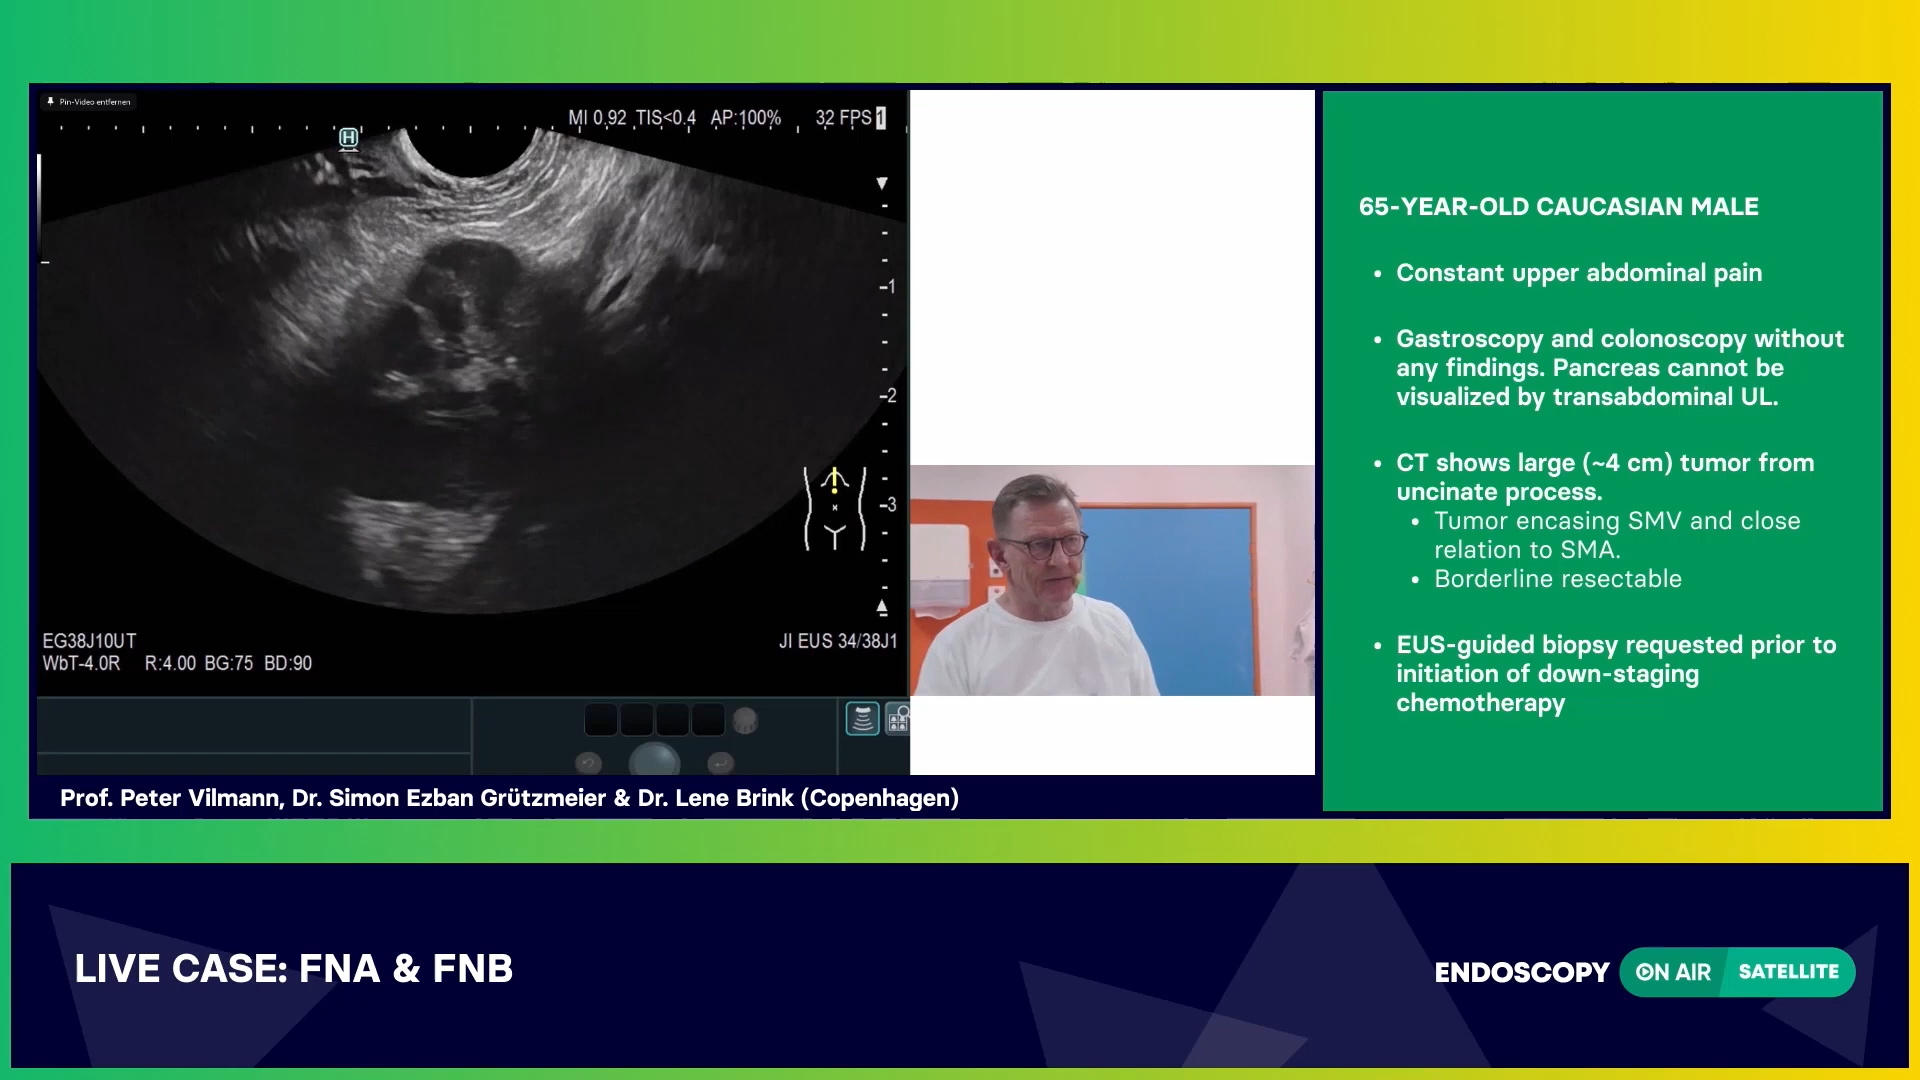 Pin-Video entfernen
MI 0.92 TIS<0.4 AP:100% 32 FPS 1
H
1
2
3
EG38J10UT
JI EUS 34/38J1
WbT-4.0R R:4.00 BG:75 BD:90
65-YEAR-OLD CAUCASIAN MALE
• Constant upper abdominal pain
• Gastroscopy and colonoscopy without
any findings. Pancreas cannot be
visualized by transabdominal UL.
• CT shows large (~4 cm) tumor from
uncinate process.
• Tumor encasing SMV and close
relation to SMA.
• Borderline resectable
• EUS-guided biopsy requested prior to
initiation of down-staging
chemotherapy
Prof. Peter Vilmann, Dr. Simon Ezban Grützmeier & Dr. Lene Brink (Copenhagen)
LIVE CASE: FNA & FNB
ENDOSCOPY ON AIR SATELLITE